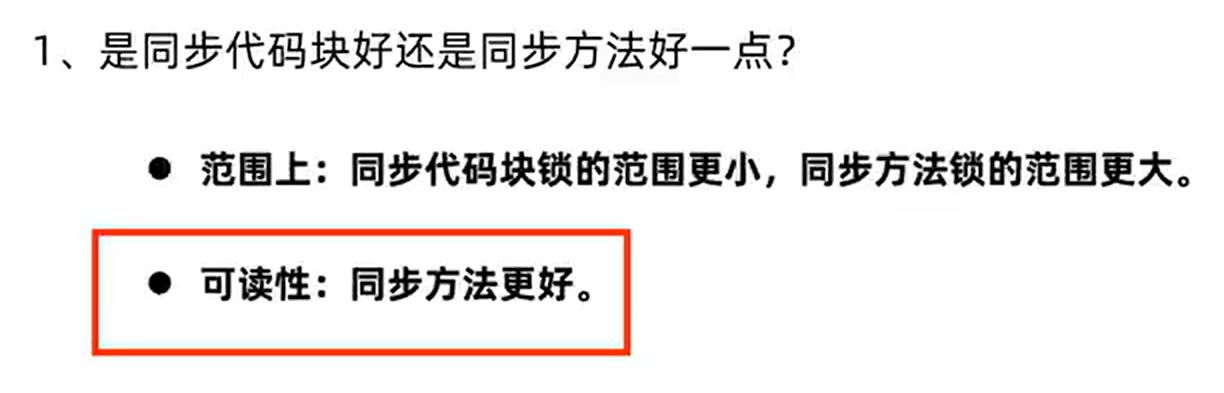 1、是同步代码块好还是同步方法好一点?
● 范围上：同步代码块锁的范围更小，同步方法锁的范围更大。
● 可读性：同步方法更好。